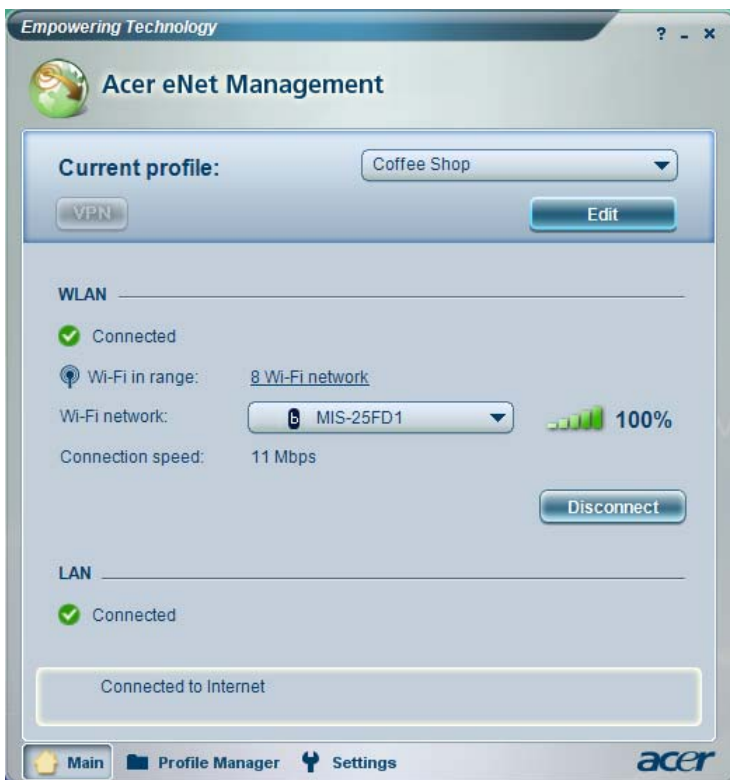 Empowering Technology
? - ×
Acer eNet Management
Current profile:
Coffee Shop
VPN
Edit
WLAN
Connected
Wi-Fi in range:
8 Wi-Fi network
Wi-Fi network:
b MIS-25FD1
100%
Connection speed:
11 Mbps
Disconnect
LAN
Connected
Connected to Internet
Main
Profile Manager
Settings
acer